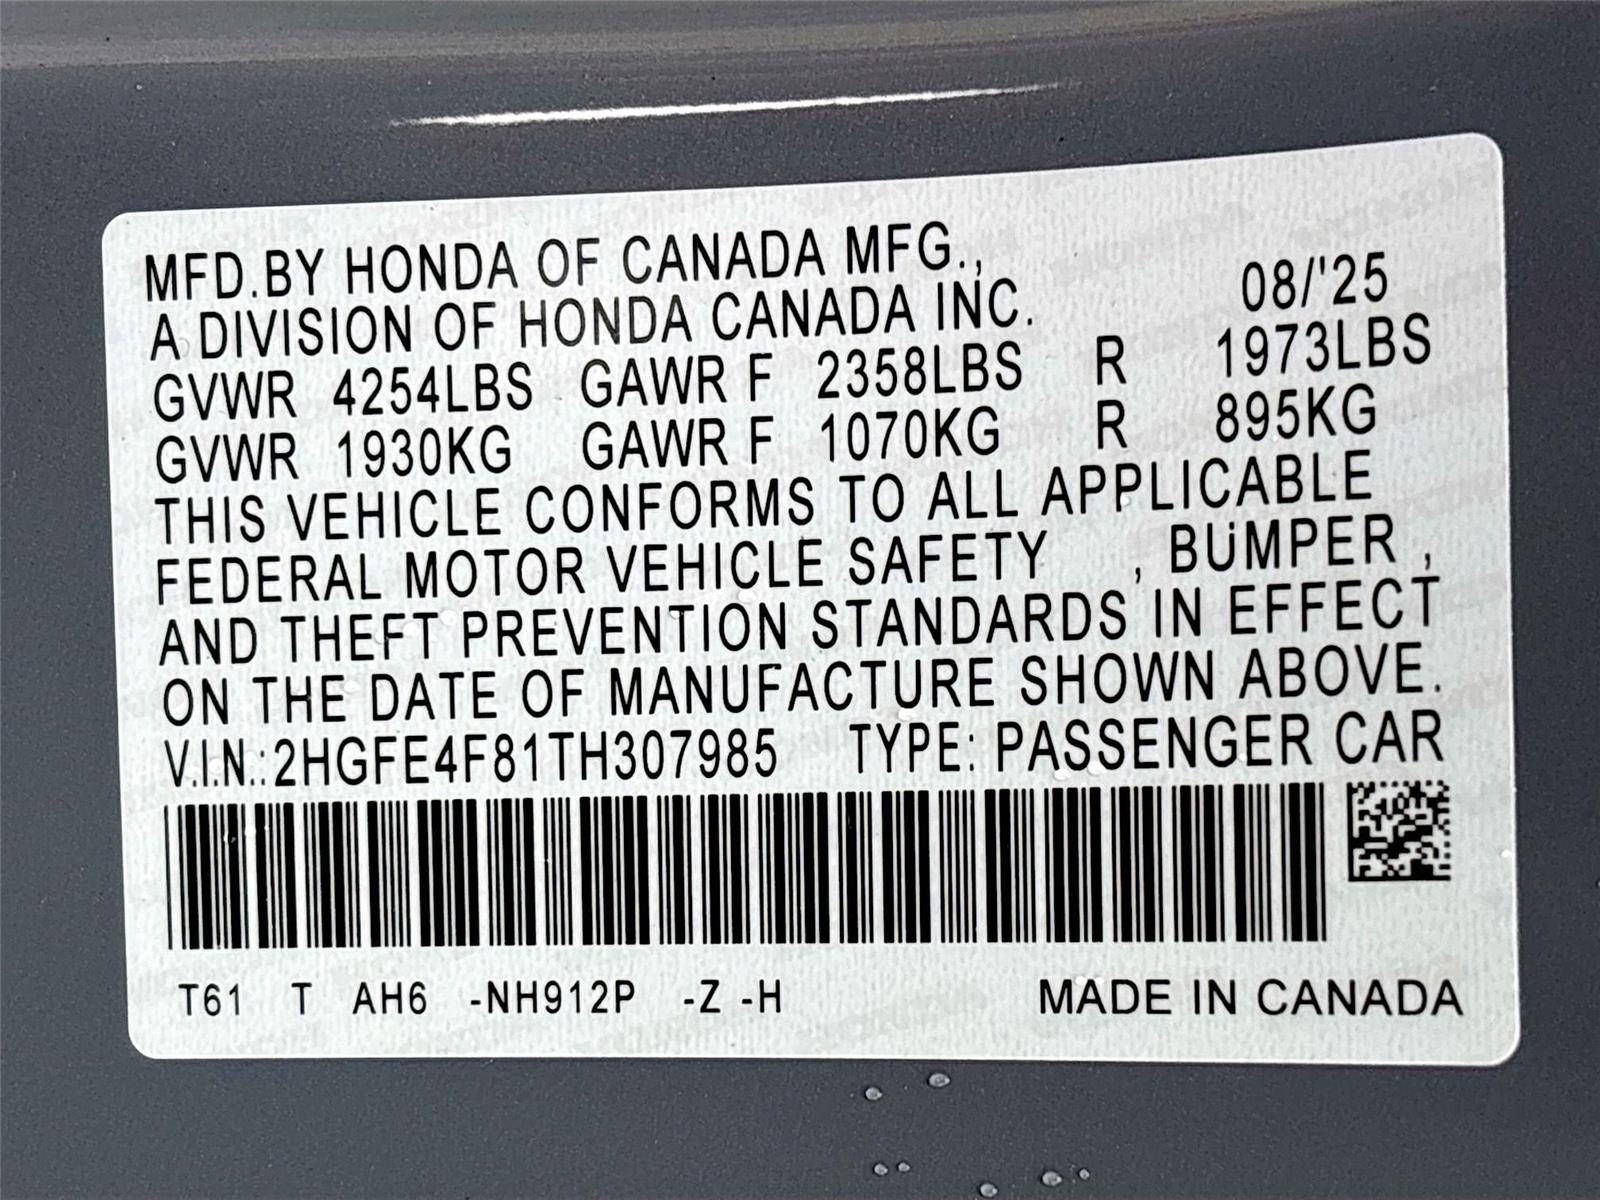 MFD.BY HONDA OF CANADA MFG.,
A DIVISION OF HONDA CANADA INC. 08/'25
GVWR 4254LBS GAWR F 2358LBS R 1973LBS
GVWR 1930KG GAWR F 1070KG R 895KG
THIS VEHICLE CONFORMS TO ALL APPLICABLE
FEDERAL MOTOR VEHICLE SAFETY , BUMPER ,
AND THEFT PREVENTION STANDARDS IN EFFECT
ON THE DATE OF MANUFACTURE SHOWN ABOVE.
V.I.N.:2HGFE4F81TH307985 TYPE: PASSENGER CAR
T61 T AH6 -NH912P -Z -H MADE IN CANADA